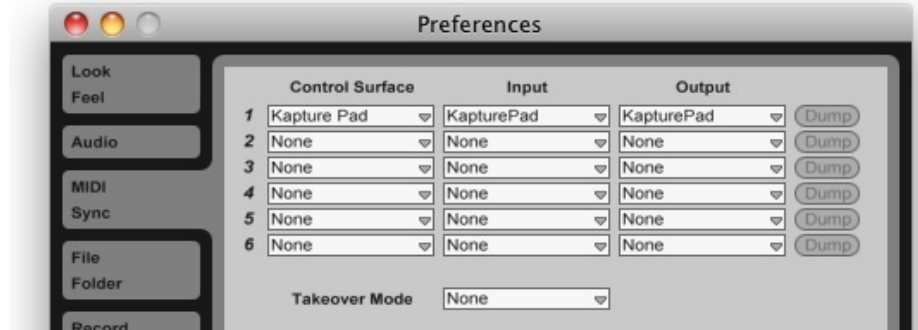 Preferences
Look
Feel
Audio
MIDI
Sync
File
Folder
Record
Control Surface Input Output
1 Kapture Pad KapturePad KapturePad Dump
2 None None None Dump
3 None None None Dump
4 None None None Dump
5 None None None Dump
6 None None None Dump
Takeover Mode None